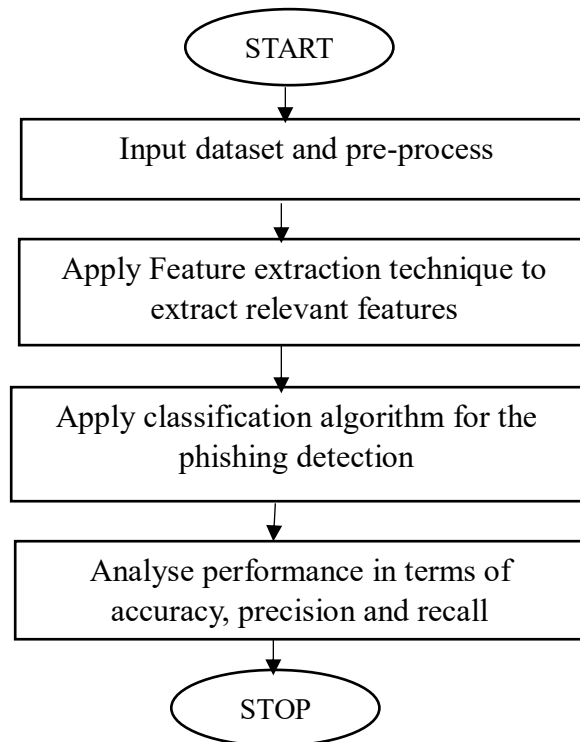 START
Input dataset and pre-process
Apply Feature extraction technique to
extract relevant features
Apply classification algorithm for the
phishing detection
Analyse performance in terms of
accuracy, precision and recall
STOP